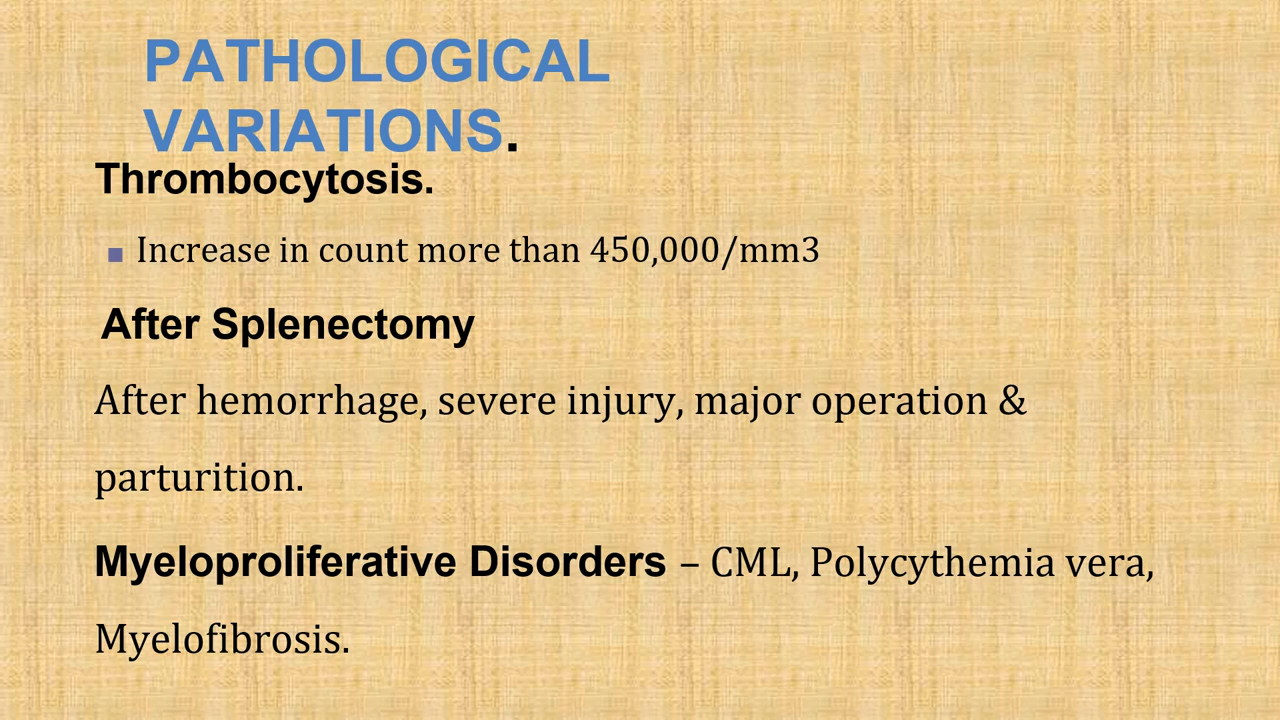 PATHOLOGICAL
VARIATIONS.
Thrombocytosis.
■ Increase in count more than 450,000/mm3
After Splenectomy
After hemorrhage, severe injury, major operation &
parturition.
Myeloproliferative Disorders – CML, Polycythemia vera,
Myelofibrosis.